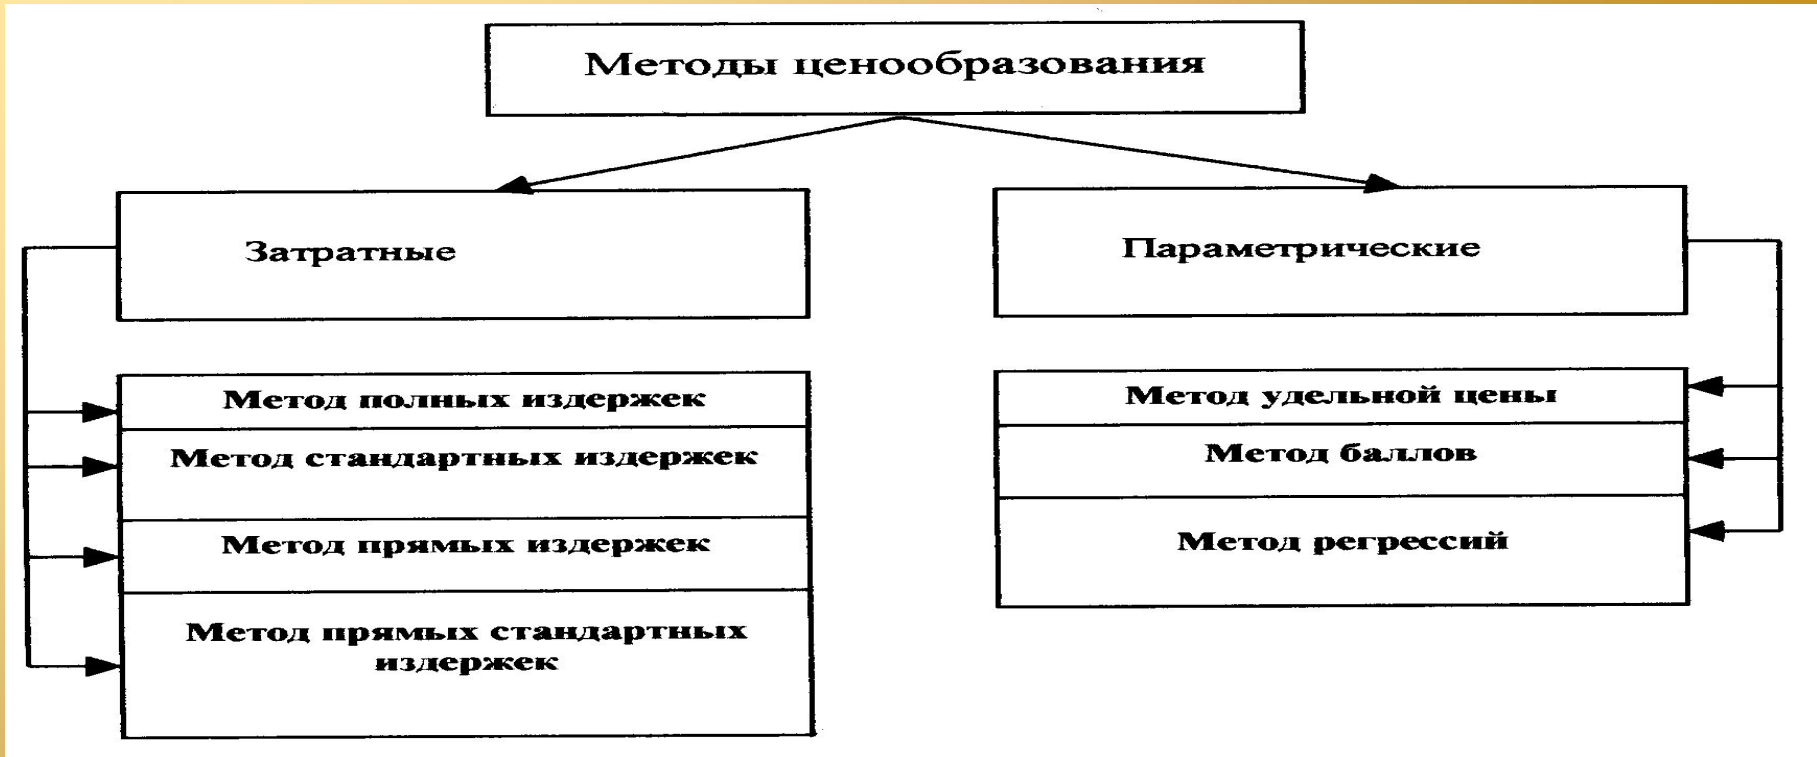 Методы ценообразования
Затратные
Метод полных издержек
Метод стандартных издержек
Метод прямых издержек
Метод прямых стандартных
издержек
Параметрические
Метод удельной цены
Метод баллов
Метод регрессий